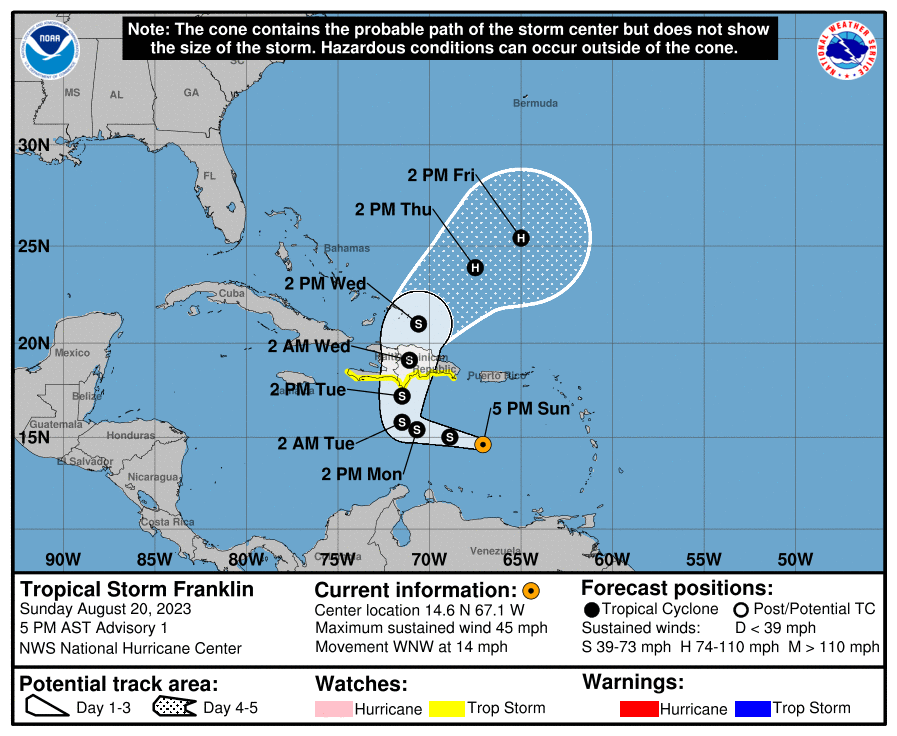 Note: The cone contains the probable path of the storm center but does not show
the size of the storm. Hazardous conditions can occur outside of the cone.
NOAA
NATIONAL WEATHER SERVICE
SC
MS
AL
GA
Bermuda
30N
FL
2 PM Fri
2 PM Thu
25N
H
H
Bahamas
2 PM Wed
Cuba
S
20N
2 AM Wed
Mexico
S
Haiti
Dominican
Republic
Puerto Rico
2 PM Tue
Jamaica
S
Belize
5 PM Sun
Guatemala
15N
Honduras
S
S
S
2 AM Tue
El Salvador
2 PM Mon
Nicaragua
Costa Rica
Venezuela
90W
85W
80W
75W
70W
65W
60W
55W
50W
Tropical Storm Franklin
Sunday August 20, 2023
5 PM AST Advisory 1
NWS National Hurricane Center
Current information:
Center location 14.6 N 67.1 W
Maximum sustained wind 45 mph
Movement WNW at 14 mph
Forecast positions:
Tropical Cyclone Post/Potential TC
Sustained winds: D < 39 mph
S 39-73 mph H 74-110 mph M > 110 mph
Potential track area:
Day 1-3 Day 4-5
Watches:
Hurricane Trop Storm
Warnings:
Hurricane Trop Storm